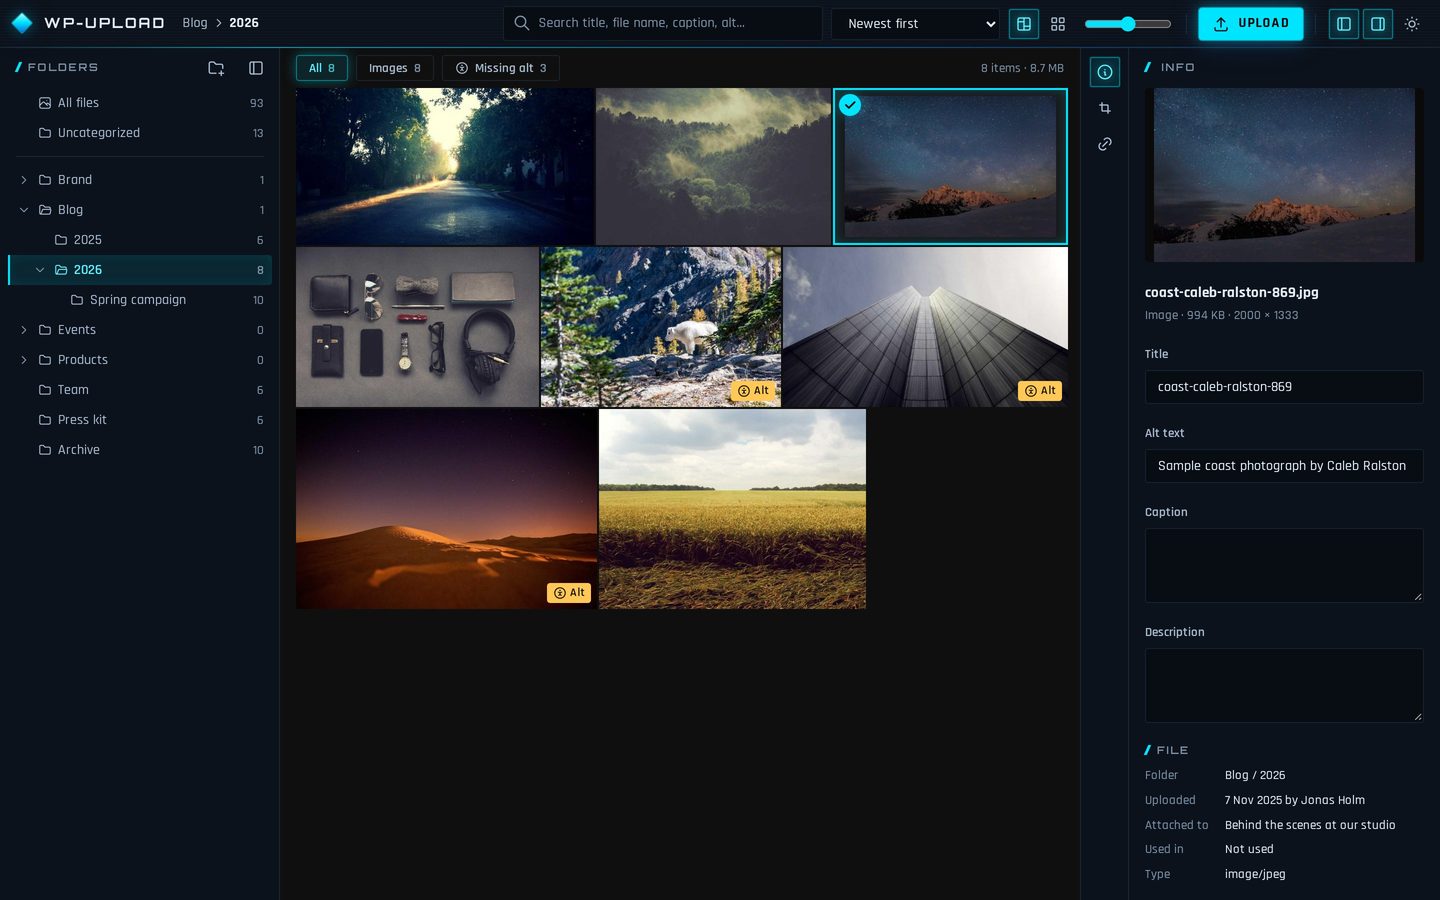 WP-UPLOAD
Blog > 2026
Search title, file name, caption, alt...
Newest first
UPLOAD
FOLDERS
All files 93
Uncategorized 13
Brand 1
Blog 1
2025 6
2026 8
Spring campaign 10
Events 0
Products 0
Team 6
Press kit 6
Archive 10
All 8
Images 8
Missing alt 3
8 items · 8.7 MB
Alt
Alt
Alt
INFO
coast-caleb-ralston-869.jpg
Image · 994 KB · 2000 × 1333
Title
coast-caleb-ralston-869
Alt text
Sample coast photograph by Caleb Ralston
Caption
Description
FILE
Folder Blog / 2026
Uploaded 7 Nov 2025 by Jonas Holm
Attached to Behind the scenes at our studio
Used in Not used
Type image/jpeg